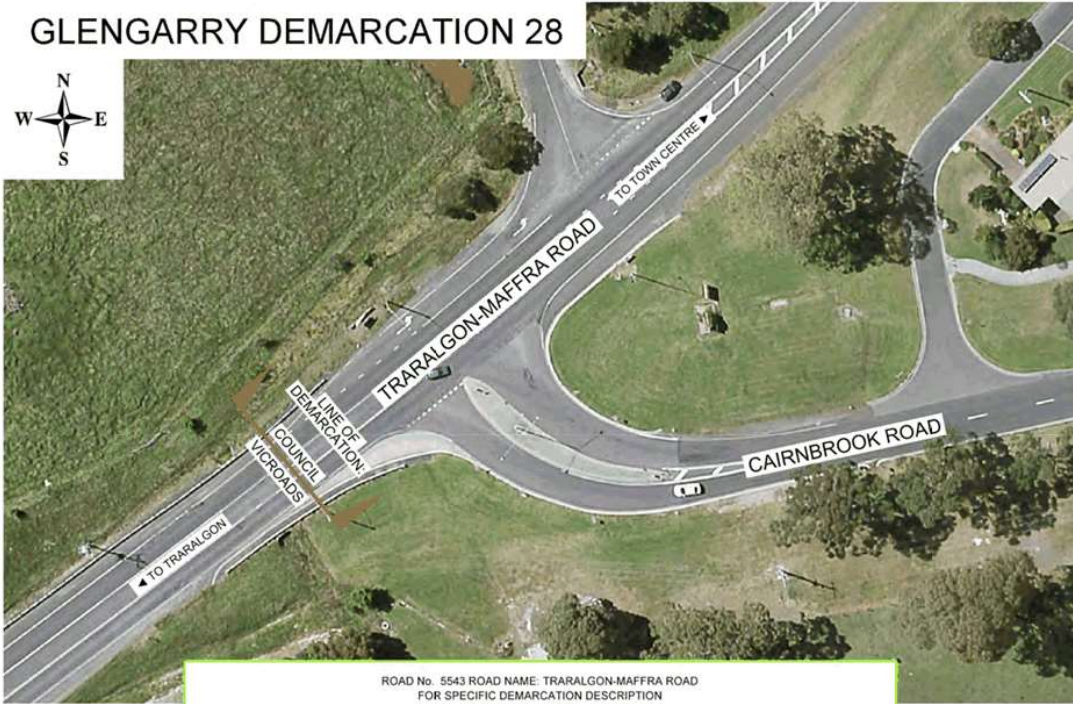 GLENGARRY DEMARCATION 28
N
W E
S
TO TOWN CENTRE ►
TRARALGON-MAFFRA ROAD
LINE OF
DEMARCATION:
COUNCIL
VICROADS
CAIRNBROOK ROAD
◄ TO TRARALGON
ROAD No. 5543 ROAD NAME: TRARALGON-MAFFRA ROAD
FOR SPECIFIC DEMARCATION DESCRIPTION